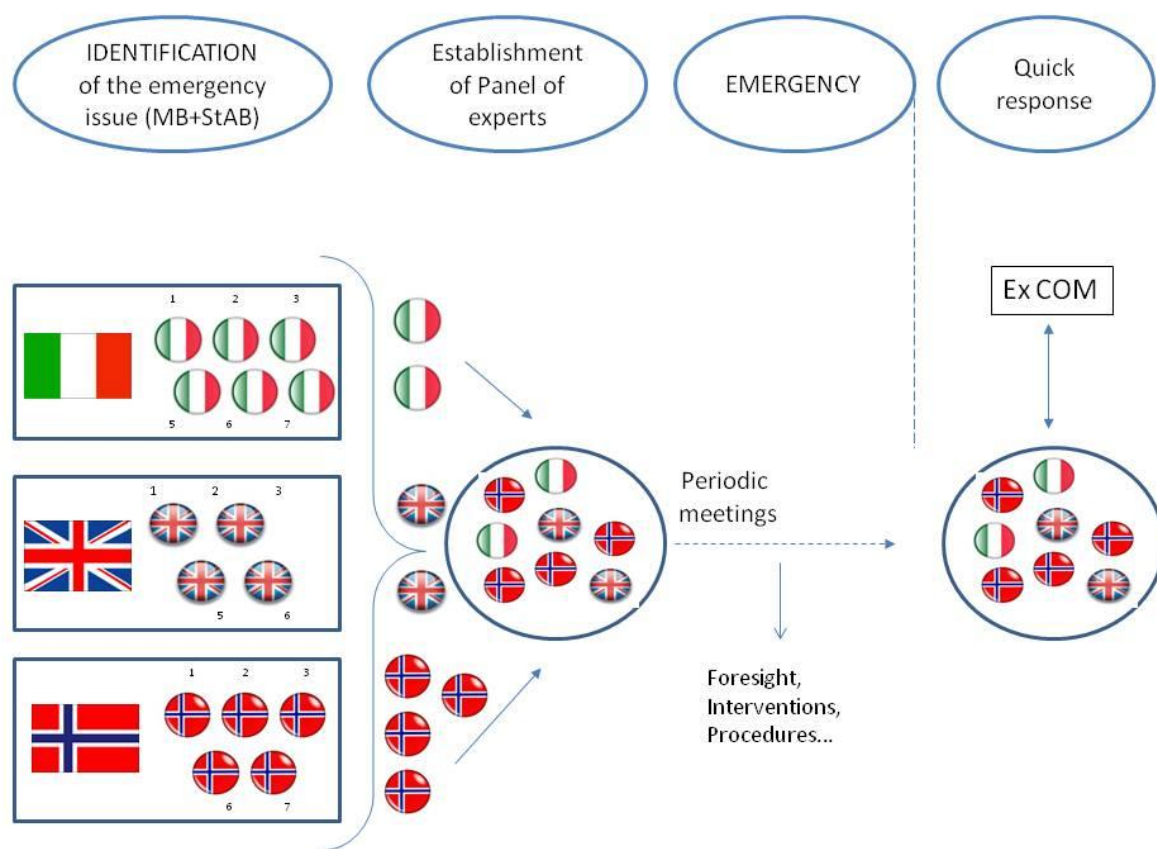 IDENTIFICATION
of the emergency
issue (MB+StAB)
Establishment
of Panel of
experts
EMERGENCY
Quick
response
1 2 3
5 6 7
1 2 3
5 6
1 2 3
6 7
Periodic
meetings
Foresight,
Interventions,
Procedures...
Ex COM